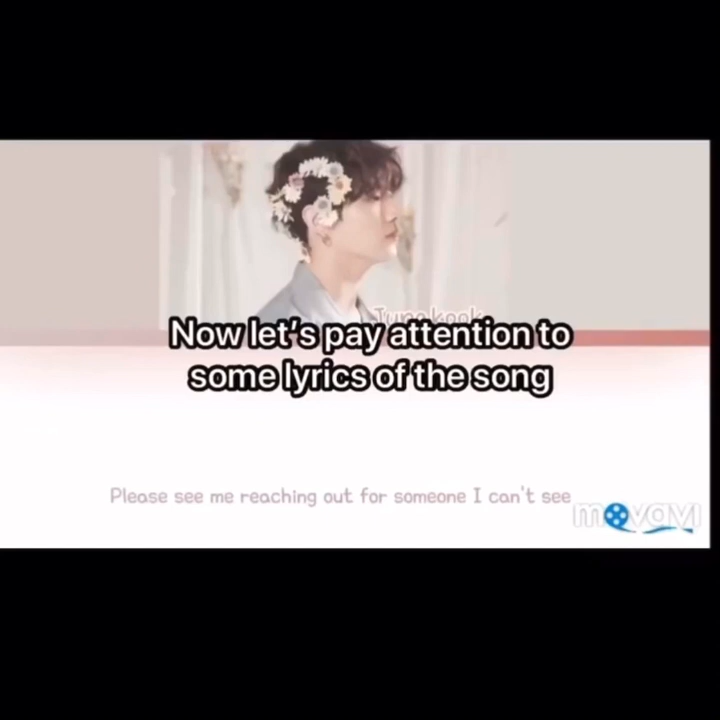 Jungkook
Now let's pay attention to
some lyrics of the song
Please see me reaching out for someone I can't see
movavi